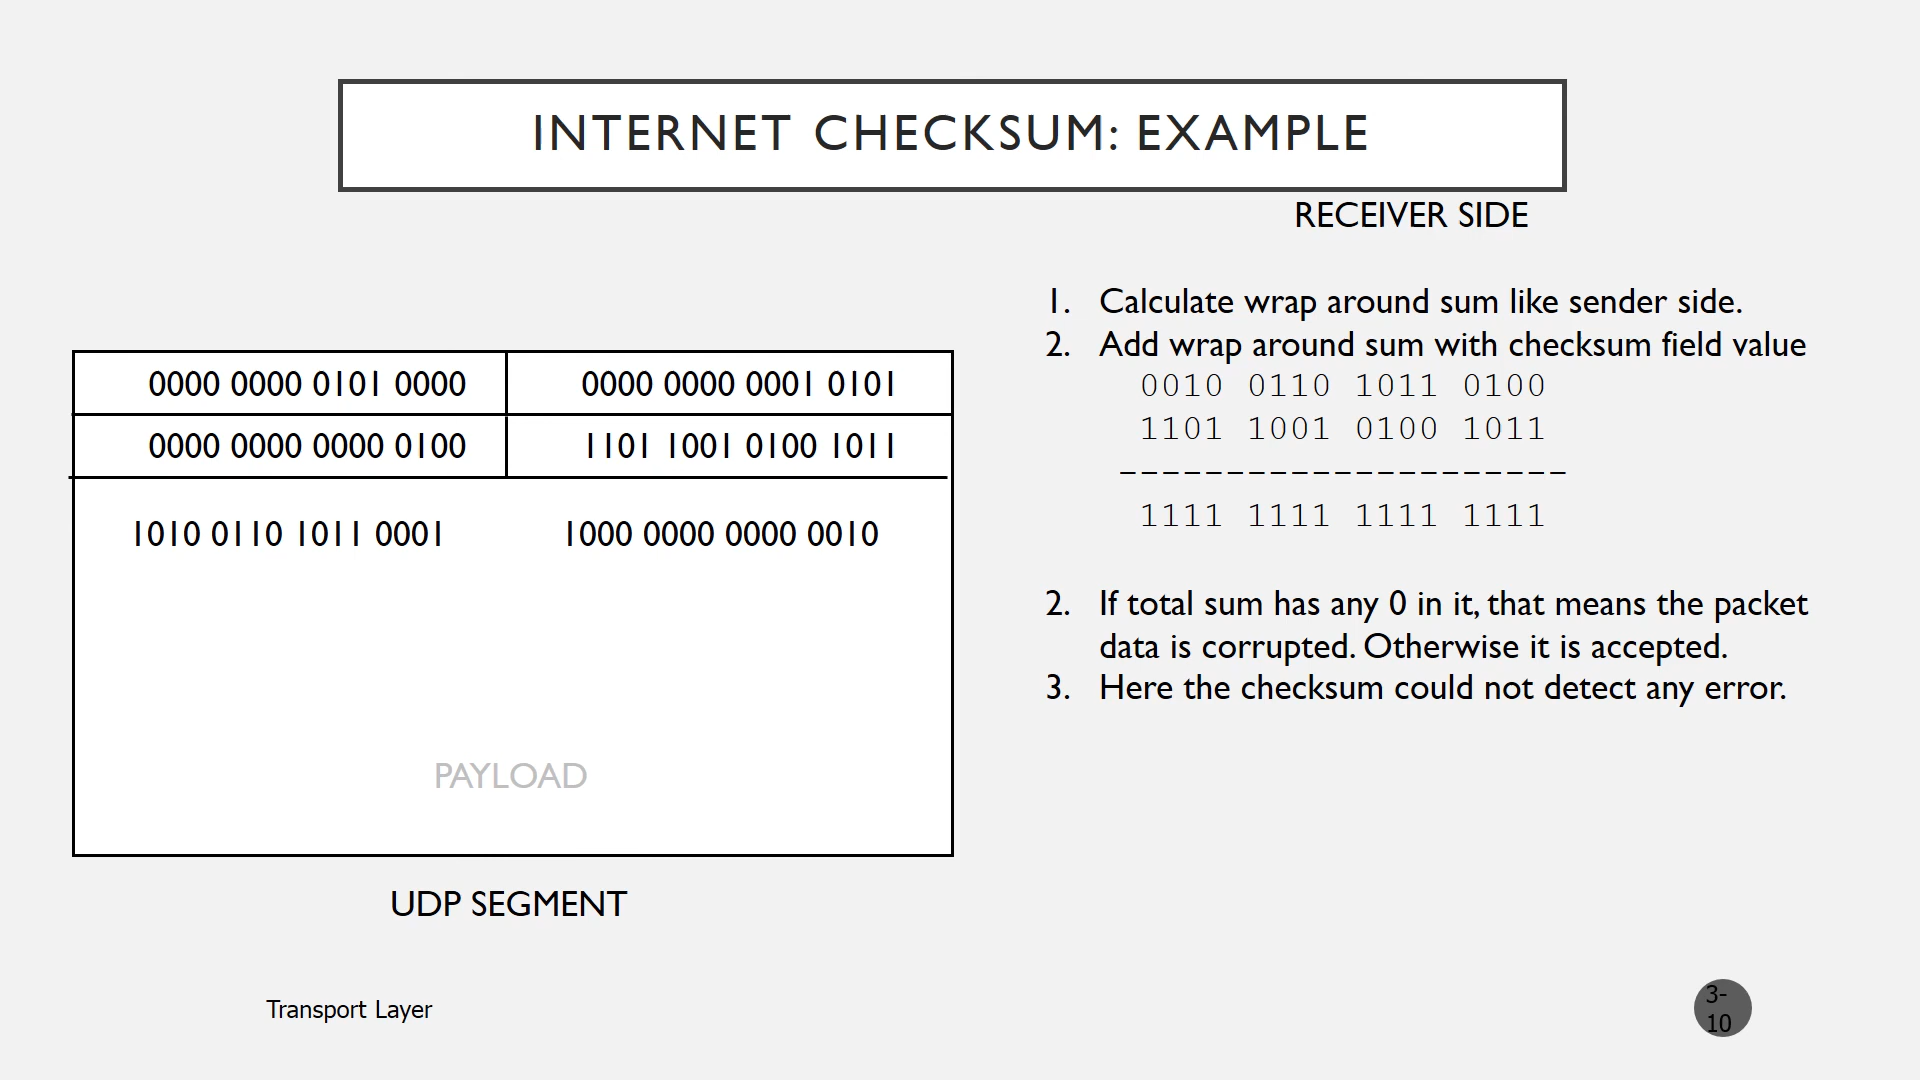 INTERNET CHECKSUM: EXAMPLE
RECEIVER SIDE
0000 0000 0101 0000 0000 0000 0001 0101
0000 0000 0000 0100 1101 1001 0100 1011
1010 0110 1011 0001 1000 0000 0000 0010
PAYLOAD
UDP SEGMENT
1. Calculate wrap around sum like sender side.
2. Add wrap around sum with checksum field value
0010 0110 1011 0100
1101 1001 0100 1011
---------------------
1111 1111 1111 1111
2. If total sum has any 0 in it, that means the packet
data is corrupted. Otherwise it is accepted.
3. Here the checksum could not detect any error.
Transport Layer
3-
10